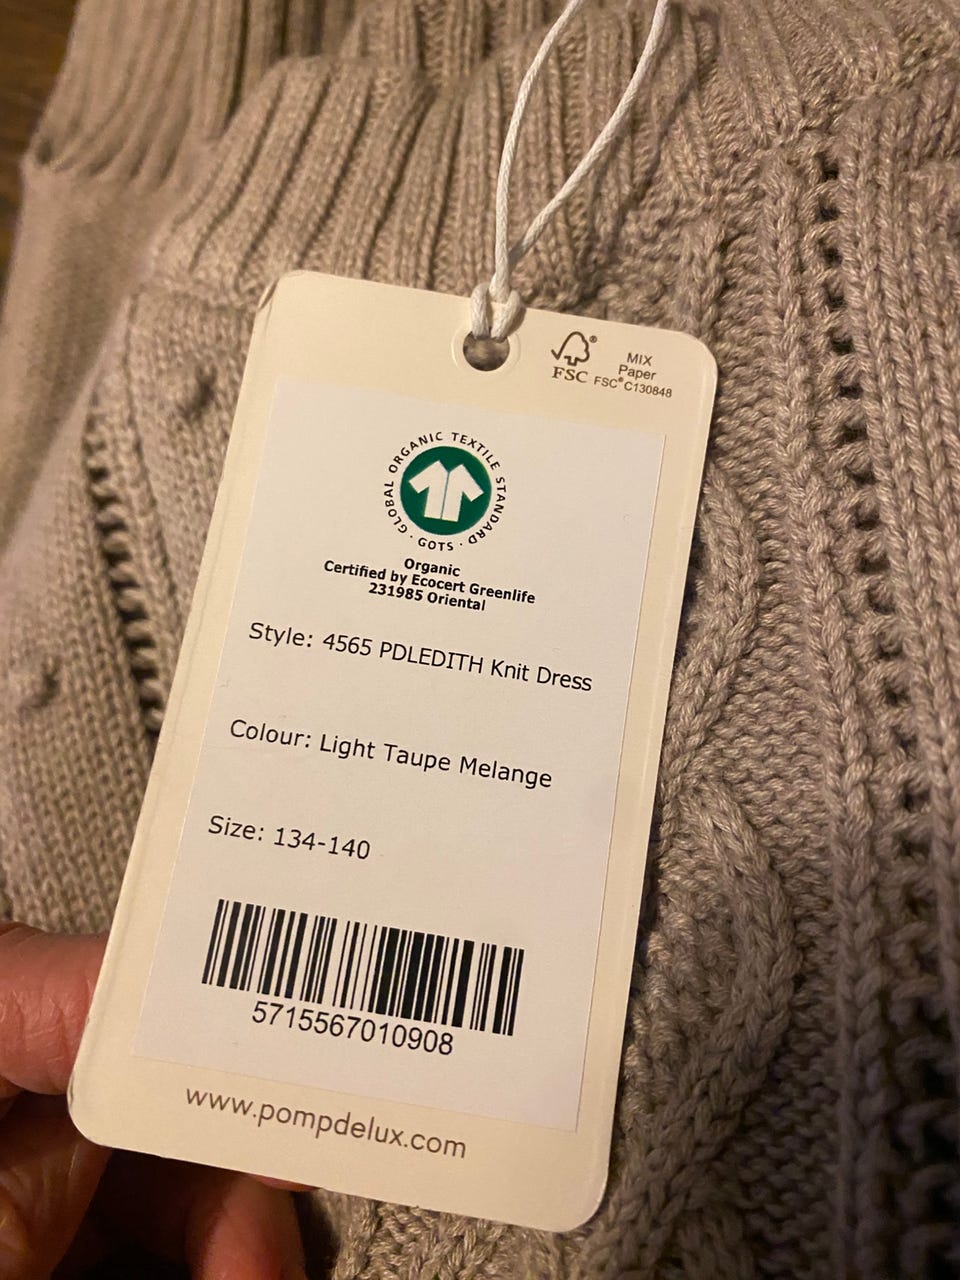 MIX
Paper
FSC® C130848
FSC
GLOBAL ORGANIC TEXTILE STANDARD · GOTS ·
Organic
Certified by Ecocert Greenlife
231985 Oriental
Style: 4565 PDLEDITH Knit Dress
Colour: Light Taupe Melange
Size: 134-140
5715567010908
www.pompdelux.com